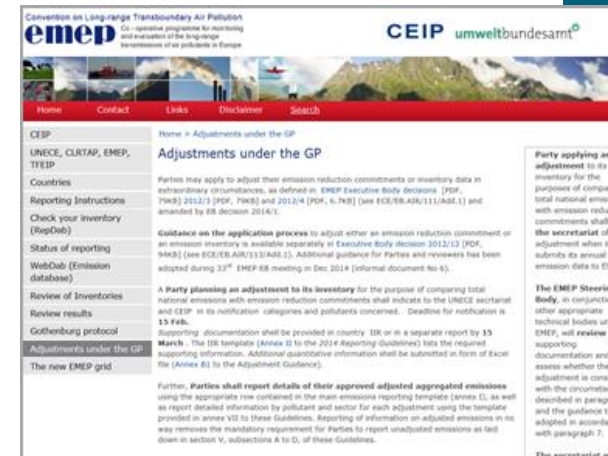 Convention on Long-range Transboundary Air Pollution
emep
Co-operative programme for monitoring
and evaluation of the long-range
transmissions of air pollutants in Europe
CEIP umweltbundesamt
Home Contact Links Disclaimer Search
CEIP
UNECE, CLRTAP, EMEP,
TFEIP
Countries
Reporting Instructions
Check your inventory
(RepDab)
Status of reporting
WebDab (Emission
database)
Review of Inventories
Review results
Gothenburg protocol
Adjustments under the GP
The new EMEP grid
Home > Adjustments under the GP
Adjustments under the GP
Parties may apply to adjust their emission reduction commitments or inventory data in
extraordinary circumstances, as defined in EMEP Executive Body decisions [PDF,
79KB] 2012/3 [PDF, 79KB] and 2012/4 [PDF, 6.7KB] (see ECE/EB.AIR/111/Add.1) and
amanded by EB decision 2014/1.
Guidance on the application process to adjust either an emission reduction commitment or
an emission inventory is available separately in Executive Body decision 2012/12 [PDF,
94KB] (see ECE/EB.AIR/113/Add.1). Additional guidance for Parties and reviewers has been
adopted during 33rd EMEP EB meeting in Dec 2014 (informal document No 6).
A Party planning an adjustment to its inventory for the purpose of comparing total
national emissions with emission reduction commitments shall indicate to the UNECE secretariat
and CEIP in its notification categories and pollutants concerned.. Deadline for notification is
15 Feb.
Supporting documentation shall be provided in country IIR or in a separate report by 15
March . The IIR template (Annex II to the 2014 Reporting Guidelines) lists the required
supporting information. Additional quantitative information shall be submitted in form of Excel
file (Annex B) to the Adjustment Guidance).
Further, Parties shall report details of their approved adjusted aggregated emissions
using the appropriate row contained in the main emissions reporting template (annex I), as well
as report detailed information by pollutant and sector for each adjustment using the template
provided in annex VII to these Guidelines. Reporting of information on adjusted emissions in no
way removes the mandatory requirement for Parties to report unadjusted emissions as laid
down in section V, subsections A to D, of these Guidelines.
Party applying an
adjustment to its
inventory for the
purposes of compa
total national emiss
with emission redu
commitments shall
the secretariat of
adjustment when i
submits its annual
emission data to E
The EMEP Steerin
Body, in conjuncti
other appropriate
technical bodies un
EMEP, will review
supporting
documentation and
assess whether the
adjustment is cons
with the circumsta
described in parag
and the guidance t
adopted in accorda
with paragraph 7.